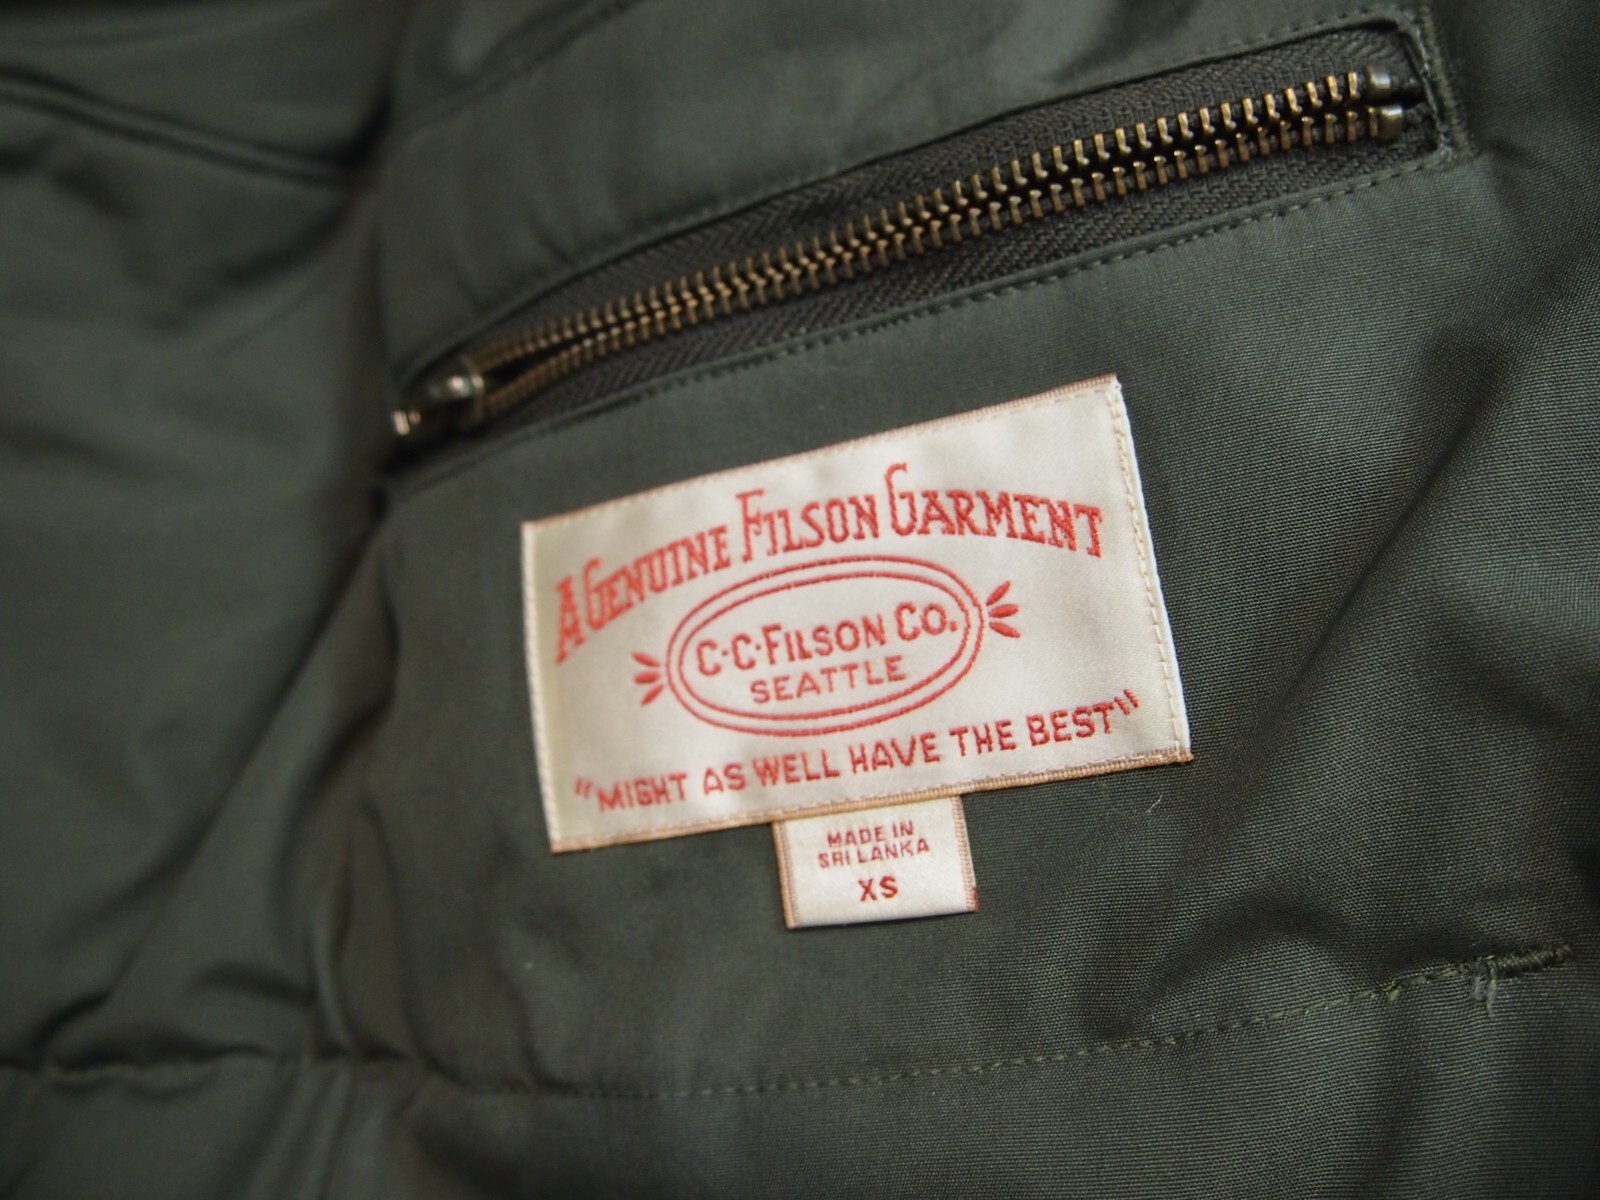 A GENUINE FILSON GARMENT
C·C·FILSON CO.
SEATTLE
"MIGHT AS WELL HAVE THE BEST"
MADE IN
SRI LANKA
XS